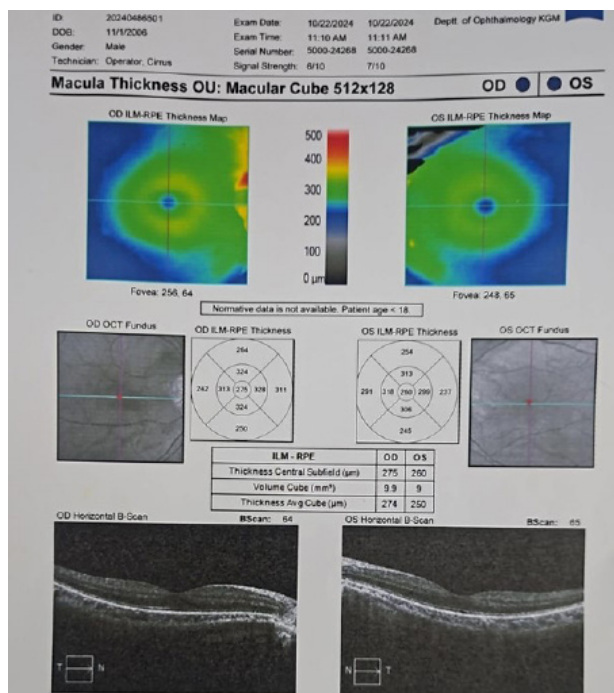 ID: 20240486501 Exam Date: 10/22/2024 10/22/2024 Deptt. of Ophthalmology KGM
DOB: 11/1/2006 Exam Time: 11:10 AM 11:11 AM
Gender: Male Serial Number: 5000-24268 5000-24268
Technician: Operator, Cirrus Signal Strength: 6/10 7/10
Macula Thickness OU: Macular Cube 512x128 OD OS
OD ILM-RPE Thickness Map OS ILM-RPE Thickness Map
500
400
300
200
100
0 µm
Fovea: 256, 64 Fovea: 248, 65
Normative data is not available. Patient age < 18.
OD OCT Fundus OD ILM-RPE Thickness OS ILM-RPE Thickness OS OCT Fundus
264 254
324 313
242 313 275 328 311 291 318 260 299 237
324 306
250 245
ILM - RPE OD OS
Thickness Central Subfield (µm) 275 260
Volume Cube (mm³) 9.9 9
Thickness Avg Cube (µm) 274 250
OD Horizontal B-Scan BScan: 64 OS Horizontal B-Scan BScan: 65
T N N T